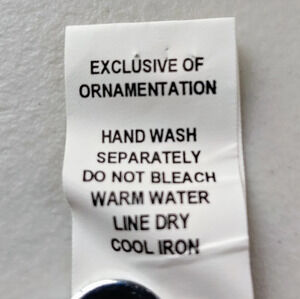 EXCLUSIVE OF
ORNAMENTATION
HAND WASH
SEPARATELY
DO NOT BLEACH
WARM WATER
LINE DRY
COOL IRON